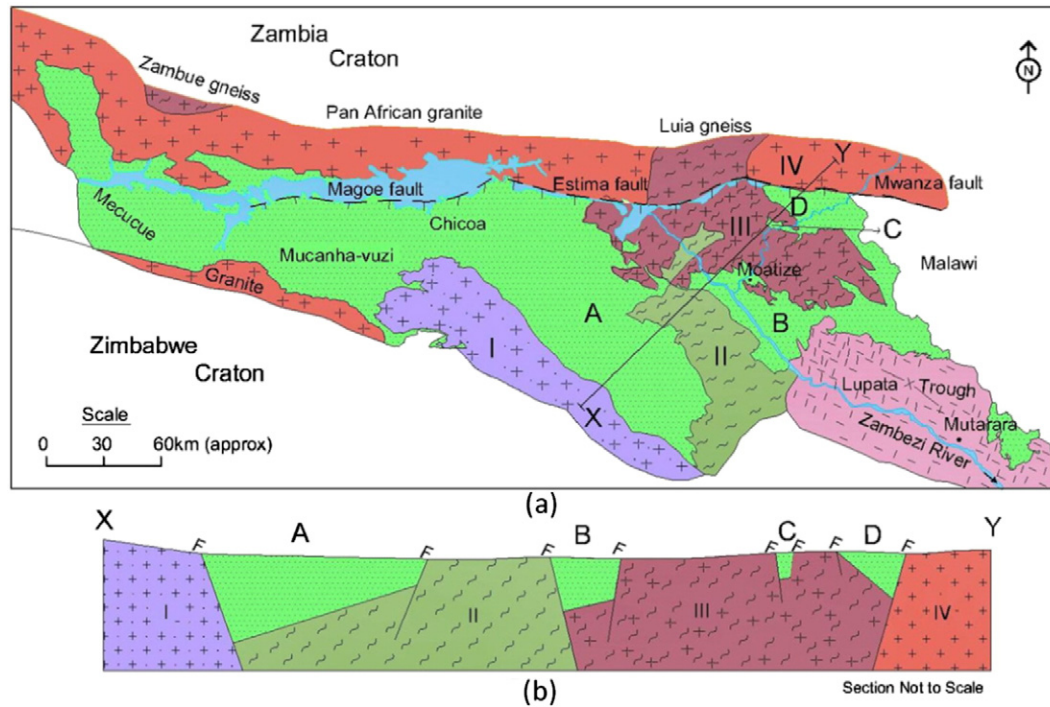 Zambia
Craton
N
Zambue gneiss
Pan African granite
Luia gneiss
IV
Y
Magoe fault
Estima fault
Mwanza fault
D
Mecucue
Chicoa
III
C
Mucanha-vuzi
Moatize
Malawi
Granite
A
B
I
II
Zimbabwe
Craton
Lupata Trough
X
Mutarara
Scale
0 30 60km (approx)
Zambezi River
(a)
X A B C D Y
F F F F F F F
I II III IV
(b)
Section Not to Scale